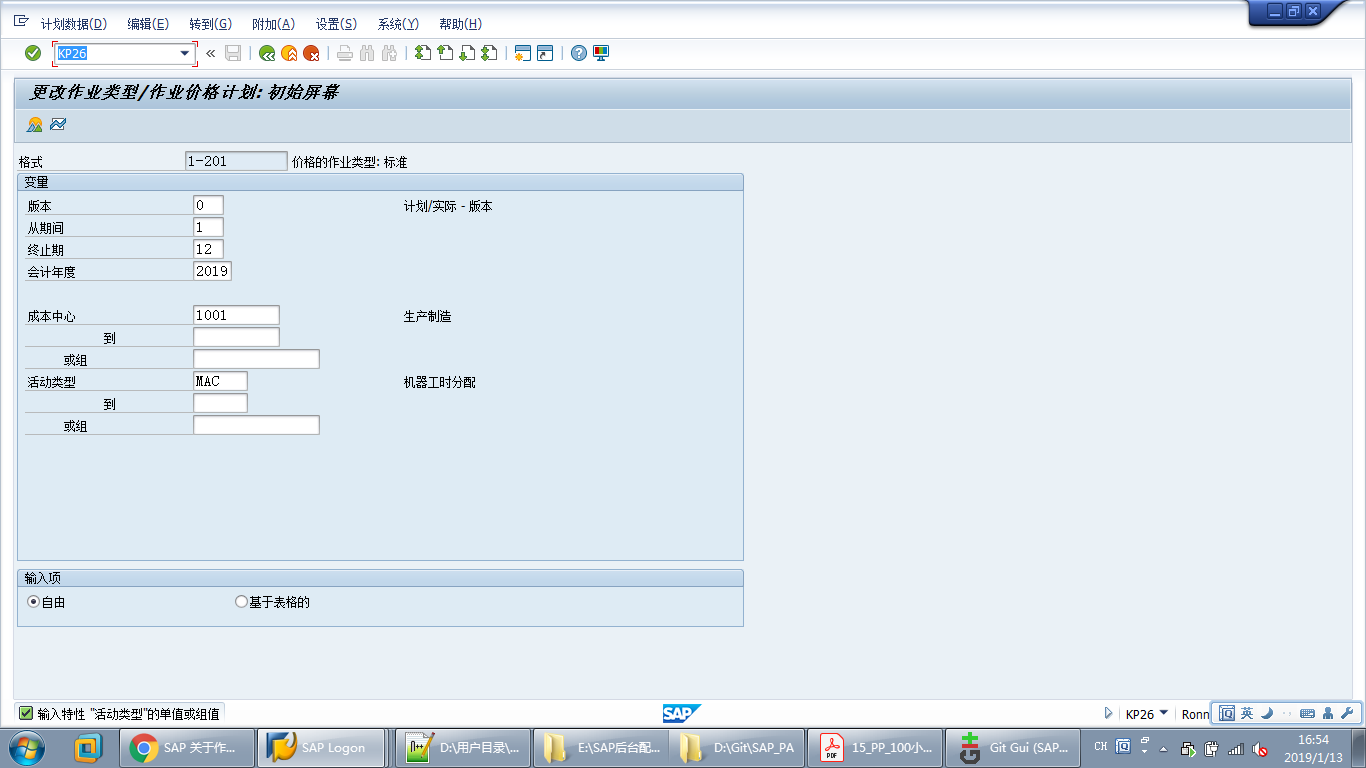 计划数据(D) 编辑(E) 转到(G) 附加(A) 设置(S) 系统(Y) 帮助(H)
KP26
更改作业类型/作业价格计划: 初始屏幕
格式 1-201 价格的作业类型: 标准
变量
版本 0 计划/实际 - 版本
从期间 1
终止期 12
会计年度 2019
成本中心 1001 生产制造
到
或组
活动类型 MAC 机器工时分配
到
或组
输入项
自由 基于表格的
输入特性 "活动类型"的单值或组值 SAP KP26 Ronn 英
SAP 关于作... SAP Logon D:\用户目录\... E:\SAP后台配... D:\Git\SAP_PA 15_PP_100小... Git Gui (SAP... CH 16:54
2019/1/13